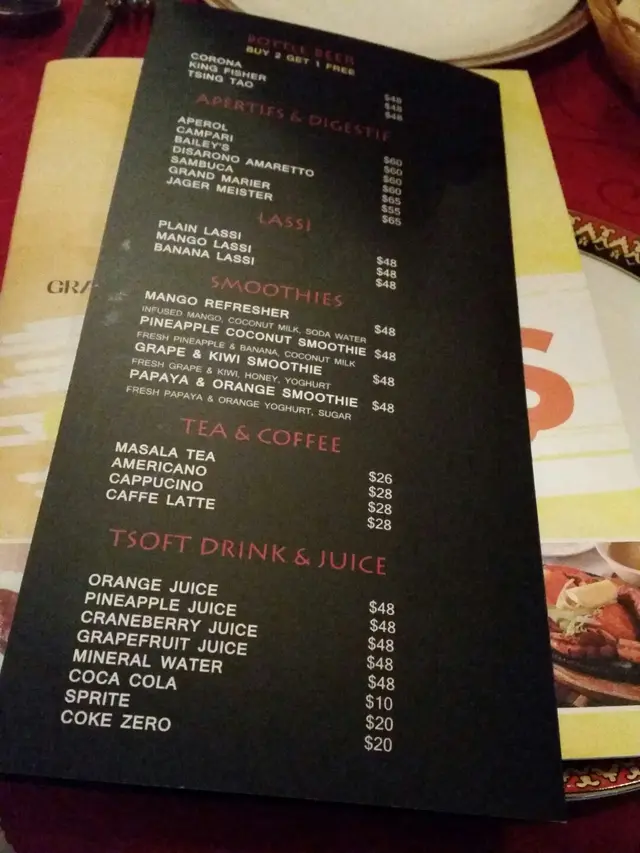 BOTTLE BEER
BUY 2 GET 1 FREE
CORONA $48
KING FISHER $48
TSING TAO $48
APERTIFS & DIGESTIF
APEROL $60
CAMPARI $60
BAILEY'S $60
DISARONO AMARETTO $60
SAMBUCA $65
GRAND MARIER $55
JAGER MEISTER $65
LASSI
PLAIN LASSI $48
MANGO LASSI $48
BANANA LASSI $48
SMOOTHIES
MANGO REFRESHER $48
INFUSED MANGO, COCONUT MILK, SODA WATER
PINEAPPLE COCONUT SMOOTHIE $48
FRESH PINEAPPLE & BANANA, COCONUT MILK
GRAPE & KIWI SMOOTHIE $48
FRESH GRAPE & KIWI, HONEY, YOGHURT
PAPAYA & ORANGE SMOOTHIE $48
FRESH PAPAYA & ORANGE YOGHURT, SUGAR
TEA & COFFEE
MASALA TEA $26
AMERICANO $28
CAPPUCINO $28
CAFFE LATTE $28
TSOFT DRINK & JUICE
ORANGE JUICE $48
PINEAPPLE JUICE $48
CRANEBERRY JUICE $48
GRAPEFRUIT JUICE $48
MINERAL WATER $48
COCA COLA $10
SPRITE $20
COKE ZERO $20
GRA
S